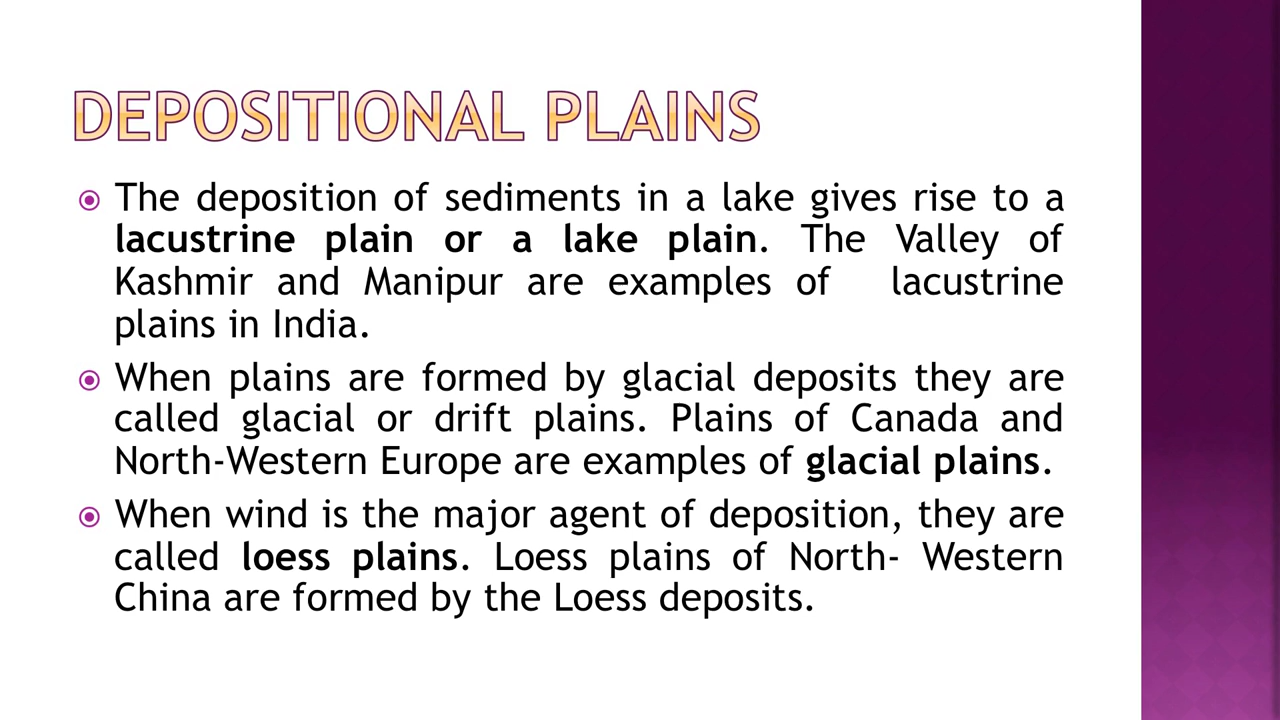 DEPOSITIONAL PLAINS
The deposition of sediments in a lake gives rise to a
lacustrine plain or a lake plain. The Valley of
Kashmir and Manipur are examples of lacustrine
plains in India.
When plains are formed by glacial deposits they are
called glacial or drift plains. Plains of Canada and
North-Western Europe are examples of glacial plains.
When wind is the major agent of deposition, they are
called loess plains. Loess plains of North- Western
China are formed by the Loess deposits.